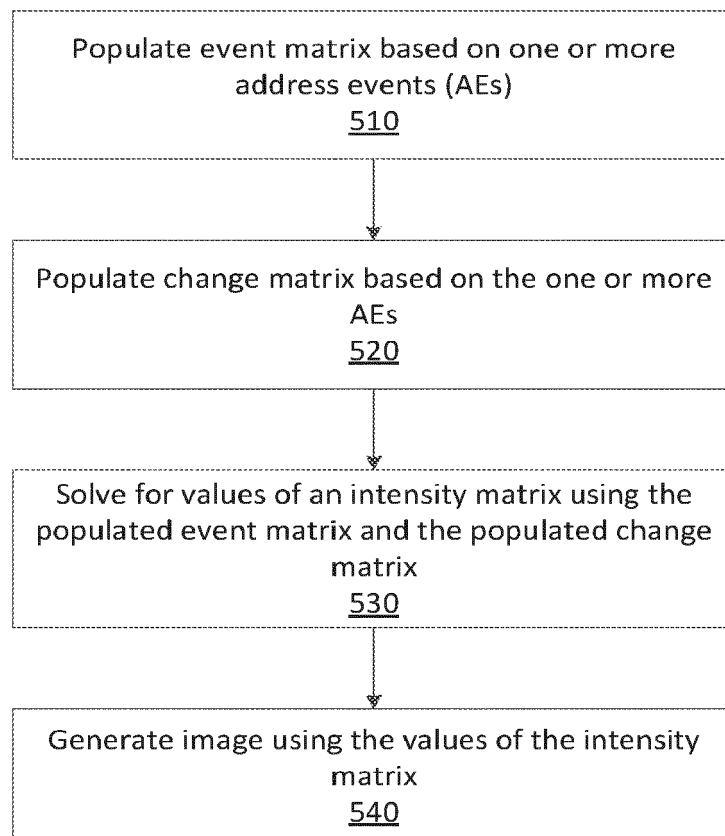 Populate event matrix based on one or more
address events (AEs)
510
Populate change matrix based on the one or more
AEs
520
Solve for values of an intensity matrix using the
populated event matrix and the populated change
matrix
530
Generate image using the values of the intensity
matrix
540